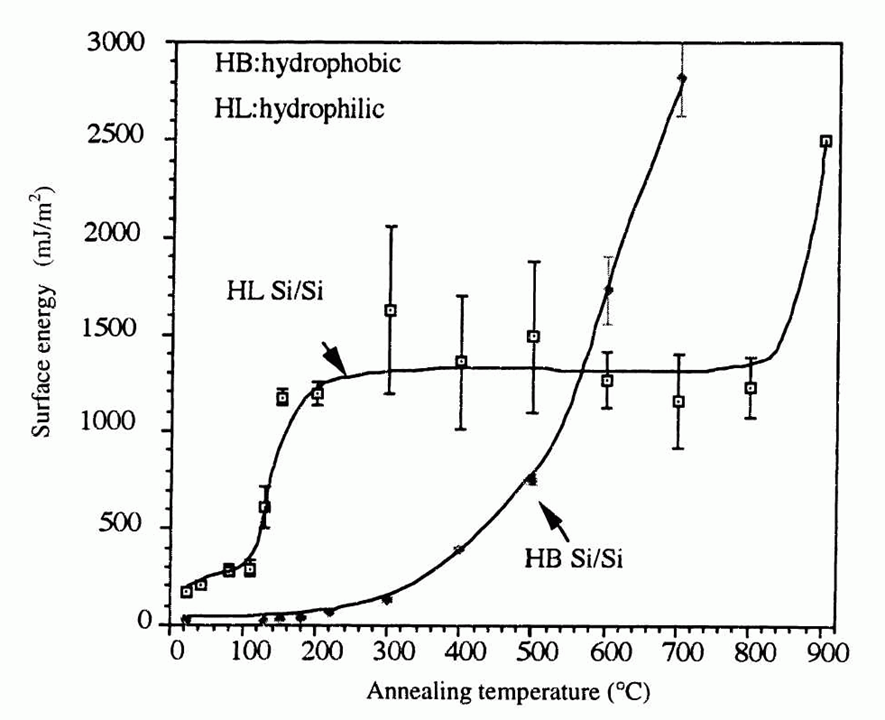 3000
HB:hydrophobic
HL:hydrophilic
2500
2000
HL Si/Si
1500
1000
500
HB Si/Si
0
0 100 200 300 400 500 600 700 800 900
Surface energy (mJ/m²)
Annealing temperature (°C)